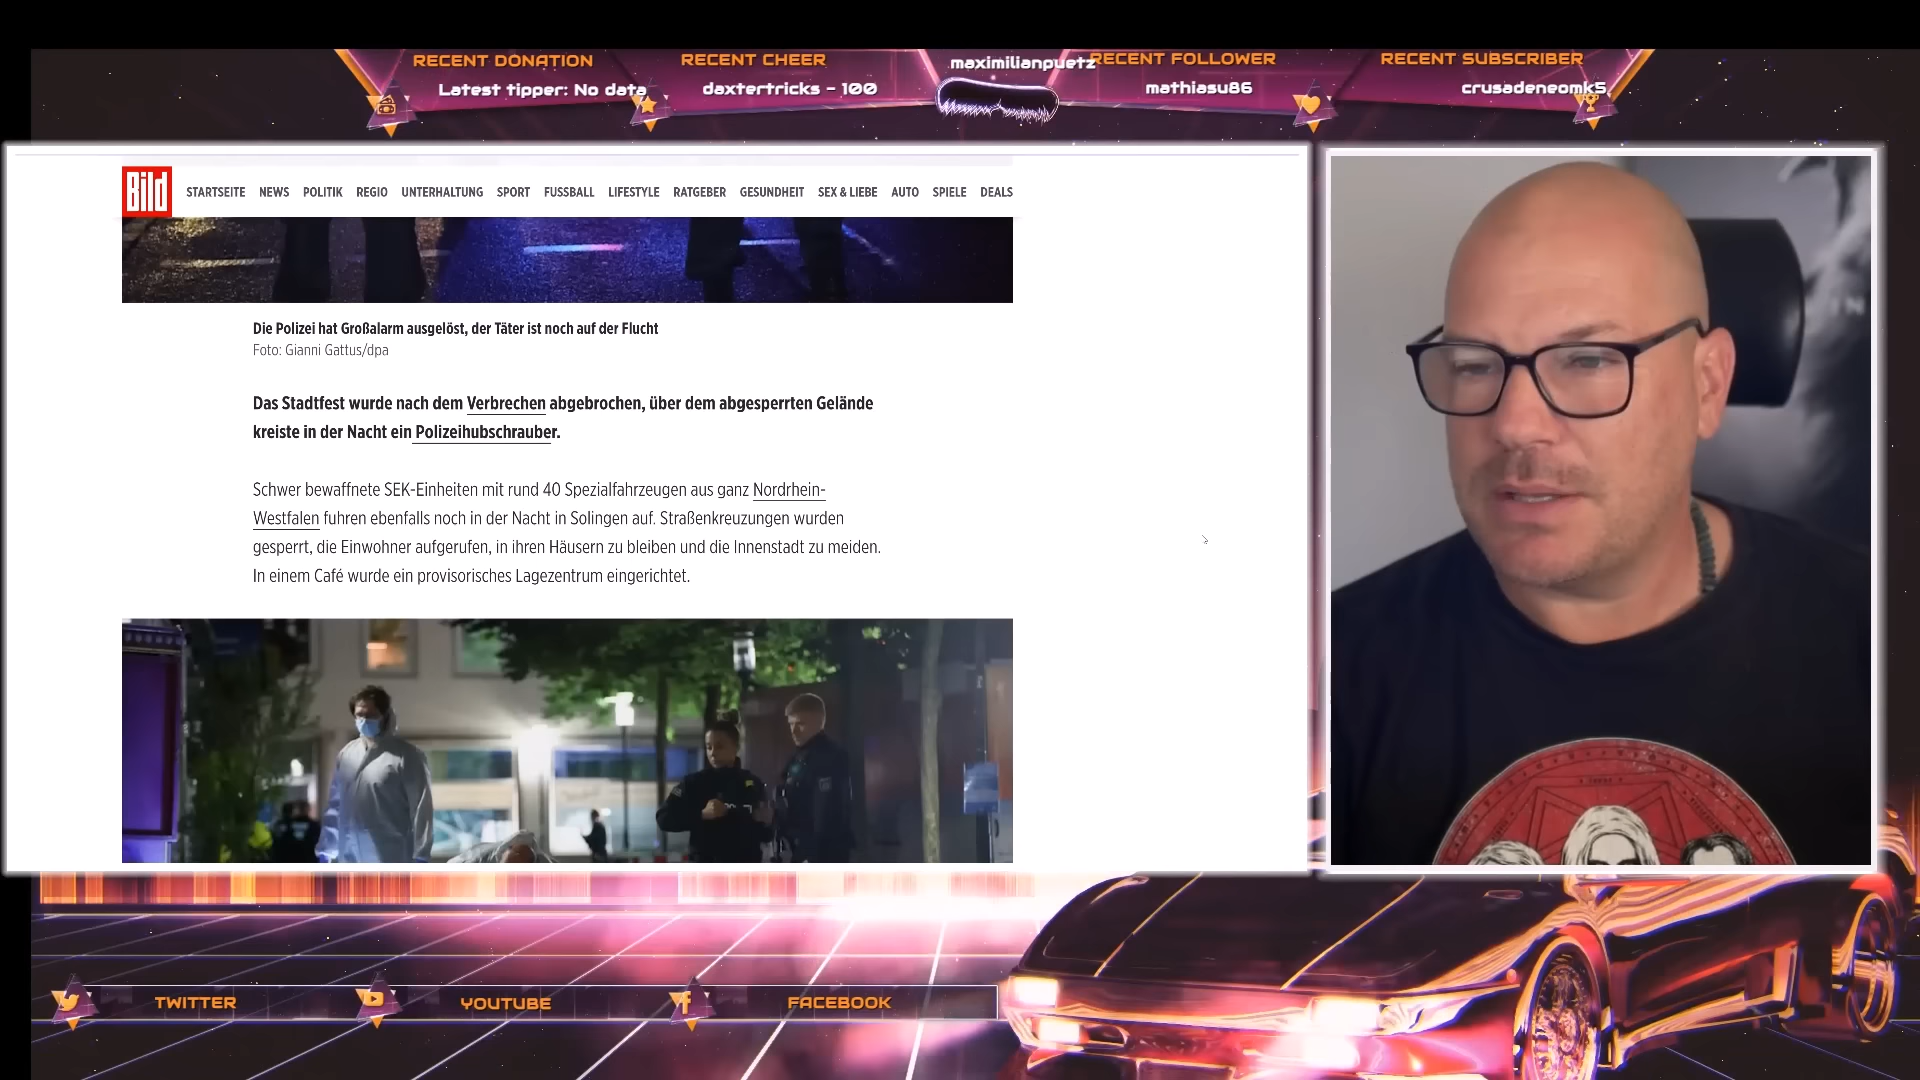 RECENT DONATION
Latest tipper: No data
RECENT CHEER
daxtertricks - 100
maximilianpuetz
RECENT FOLLOWER
mathiasu86
RECENT SUBSCRIBER
crusadeneomk5
Bild
STARTSEITE NEWS POLITIK REGIO UNTERHALTUNG SPORT FUSSBALL LIFESTYLE RATGEBER GESUNDHEIT SEX & LIEBE AUTO SPIELE DEALS
Die Polizei hat Großalarm ausgelöst, der Täter ist noch auf der Flucht
Foto: Gianni Gattus/dpa
Das Stadtfest wurde nach dem Verbrechen abgebrochen, über dem abgesperrten Gelände
kreiste in der Nacht ein Polizeihubschrauber.
Schwer bewaffnete SEK-Einheiten mit rund 40 Spezialfahrzeugen aus ganz Nordrhein-
Westfalen fuhren ebenfalls noch in der Nacht in Solingen auf. Straßenkreuzungen wurden
gesperrt, die Einwohner aufgerufen, in ihren Häusern zu bleiben und die Innenstadt zu meiden.
In einem Café wurde ein provisorisches Lagezentrum eingerichtet.
IN
TWITTER
YOUTUBE
FACEBOOK